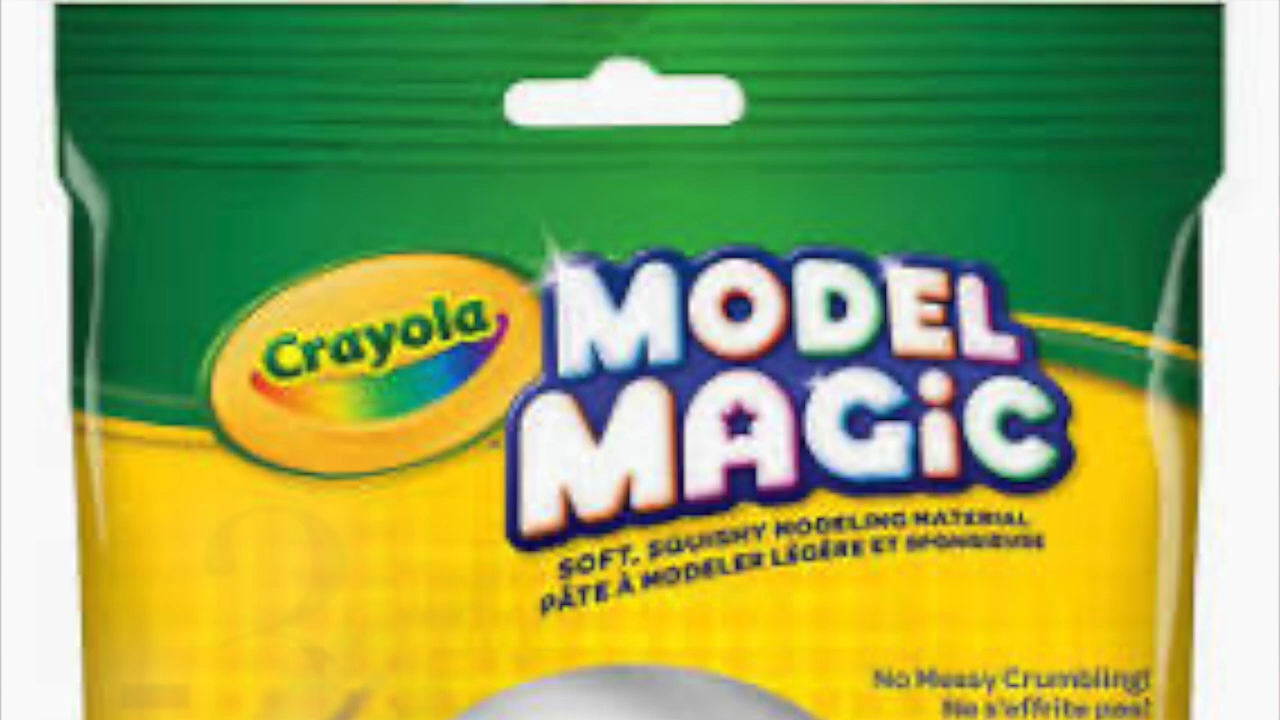 Crayola
MODEL
MAGiC
SOFT, SQUISHY MODELING MATERIAL
PÂTE À MODELER LÉGÈRE ET SPONGIEUSE
No Messy Crumbling!
Ne s'effrite pas!